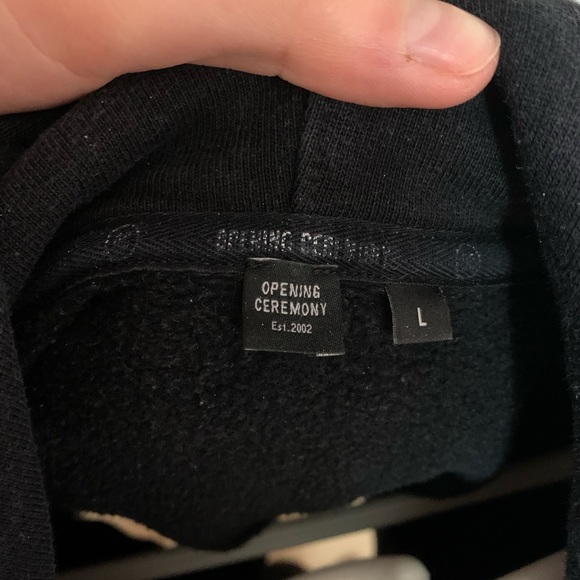 OPENING CEREMONY
OPENING
CEREMONY
Est.2002
L